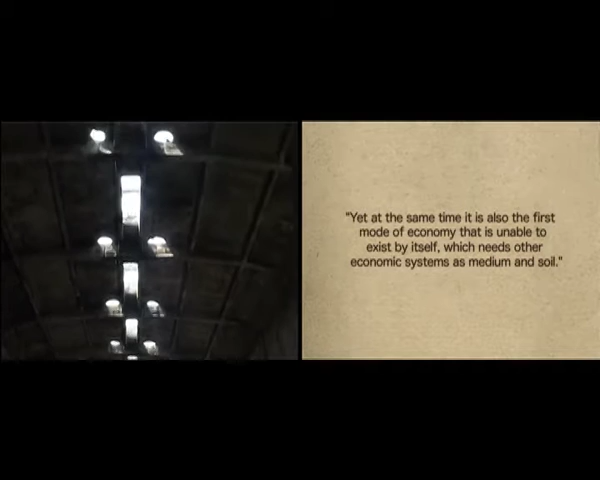 "Yet at the same time it is also the first
mode of economy that is unable to
exist by itself, which needs other
economic systems as medium and soil."